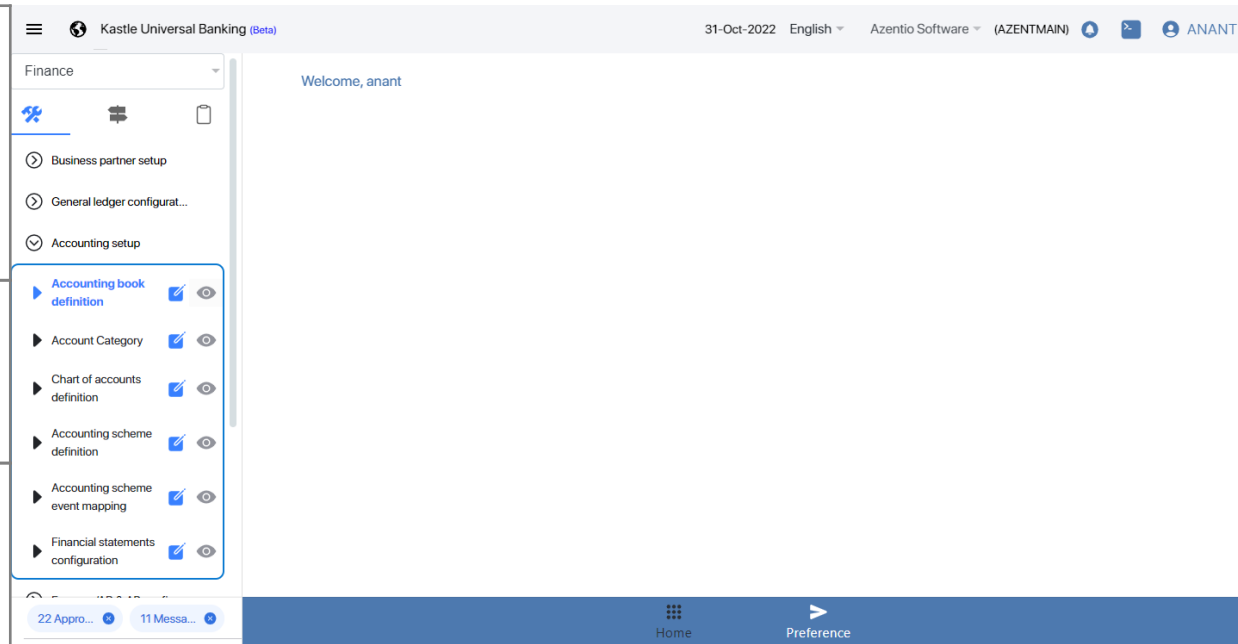 Kastle Universal Banking (Beta)
31-Oct-2022 English Azentio Software (AZENTMAIN) ANANT
Finance
Welcome, anant
Business partner setup
General ledger configurat...
Accounting setup
Accounting book
definition
Account Category
Chart of accounts
definition
Accounting scheme
definition
Accounting scheme
event mapping
Financial statements
configuration
22 Appro... 11 Messa...
Home Preference